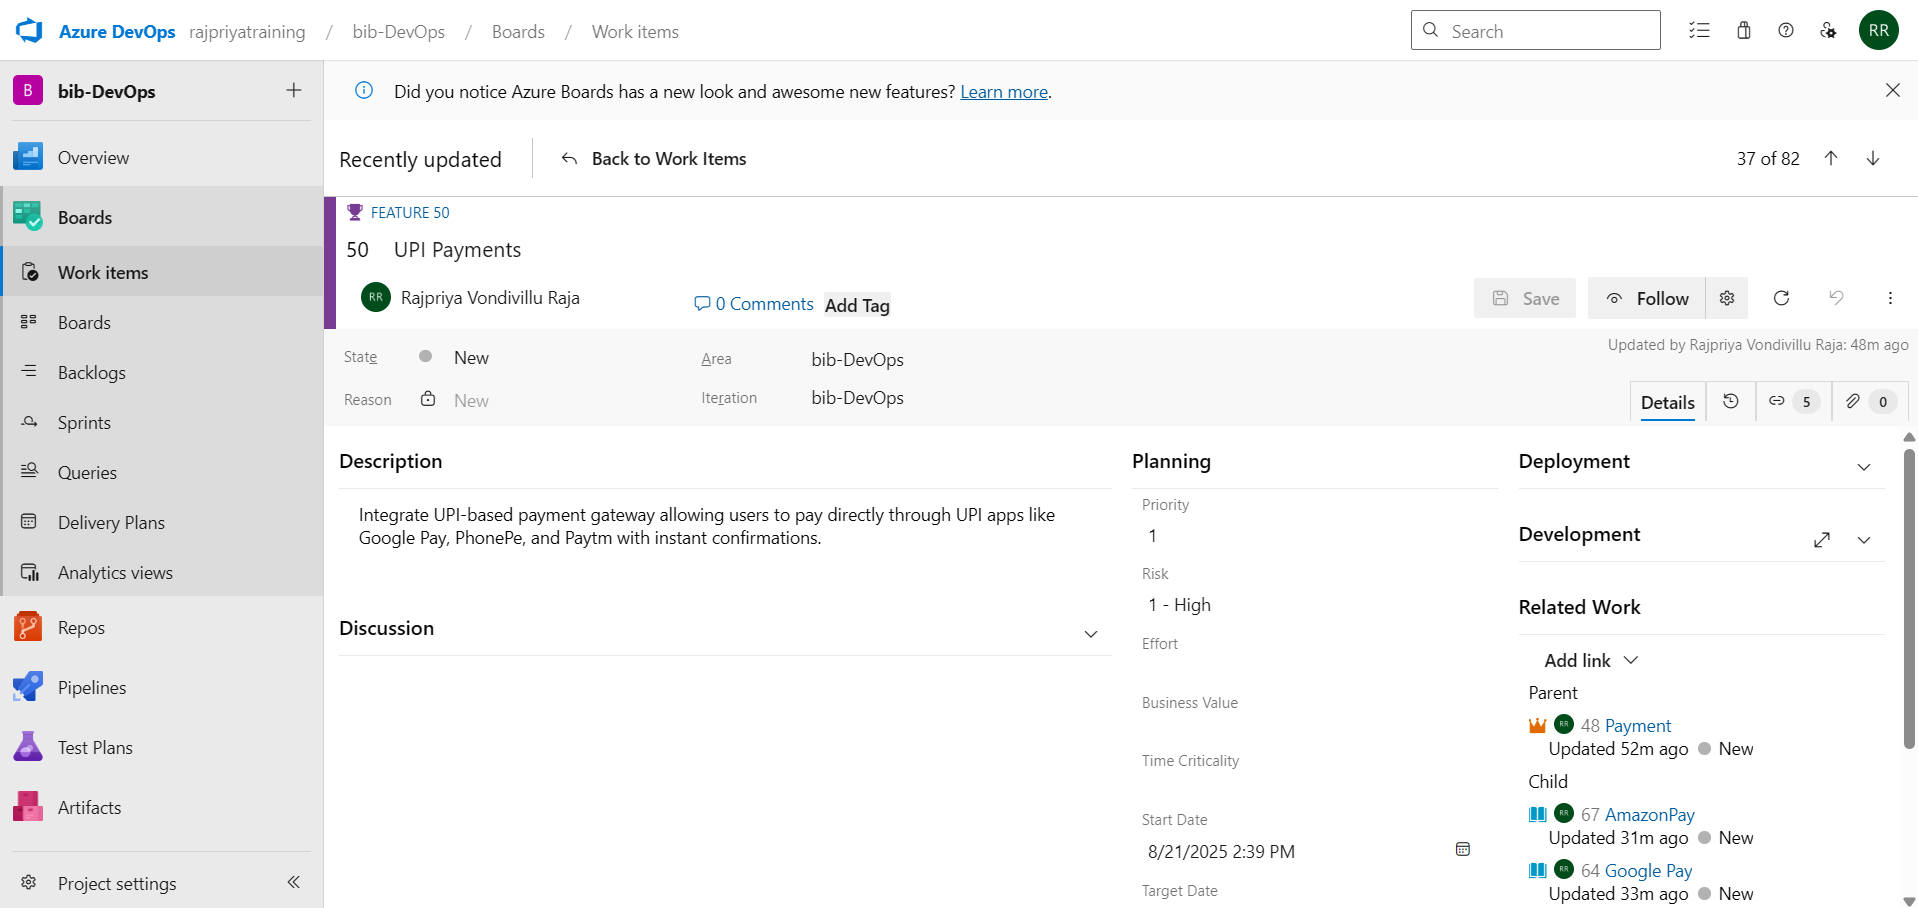 Azure DevOps rajpriyatraining / bib-DevOps / Boards / Work items
Search
RR
B bib-DevOps
Did you notice Azure Boards has a new look and awesome new features? Learn more.
Overview
Boards
Work items
Boards
Backlogs
Sprints
Queries
Delivery Plans
Analytics views
Repos
Pipelines
Test Plans
Artifacts
Project settings
Recently updated
Back to Work Items
37 of 82
FEATURE 50
50 UPI Payments
RR Rajpriya Vondivillu Raja
0 Comments
Add Tag
Save
Follow
State New
Area bib-DevOps
Updated by Rajpriya Vondivillu Raja: 48m ago
Reason New
Iteration bib-DevOps
Details
5
0
Description
Integrate UPI-based payment gateway allowing users to pay directly through UPI apps like
Google Pay, PhonePe, and Paytm with instant confirmations.
Discussion
Planning
Priority
1
Risk
1 - High
Effort
Business Value
Time Criticality
Start Date
8/21/2025 2:39 PM
Target Date
Deployment
Development
Related Work
Add link
Parent
RR 48 Payment
Updated 52m ago New
Child
RR 67 AmazonPay
Updated 31m ago New
RR 64 Google Pay
Updated 33m ago New